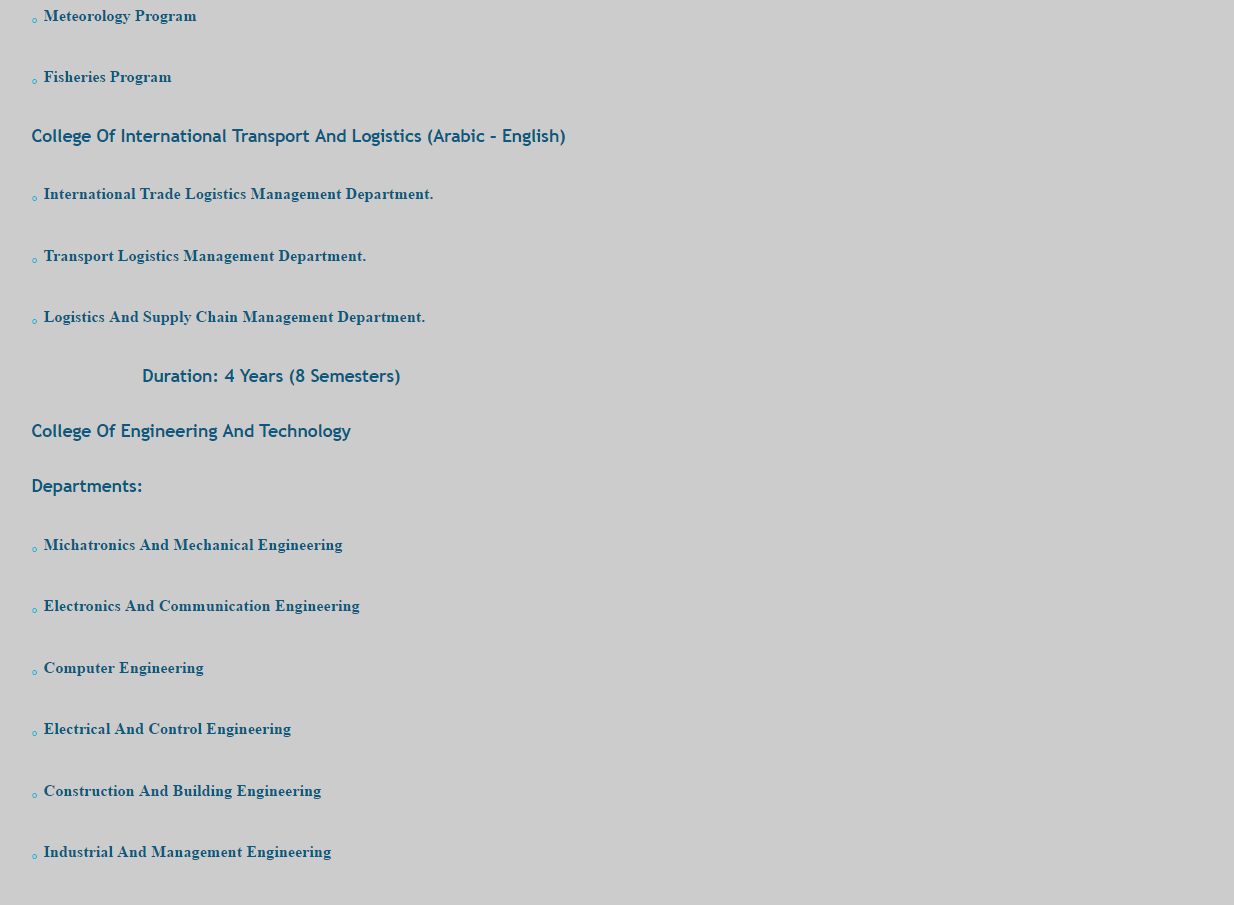 Meteorology Program
Fisheries Program
College Of International Transport And Logistics (Arabic – English)
International Trade Logistics Management Department.
Transport Logistics Management Department.
Logistics And Supply Chain Management Department.
Duration: 4 Years (8 Semesters)
College Of Engineering And Technology
Departments:
Michatronics And Mechanical Engineering
Electronics And Communication Engineering
Computer Engineering
Electrical And Control Engineering
Construction And Building Engineering
Industrial And Management Engineering